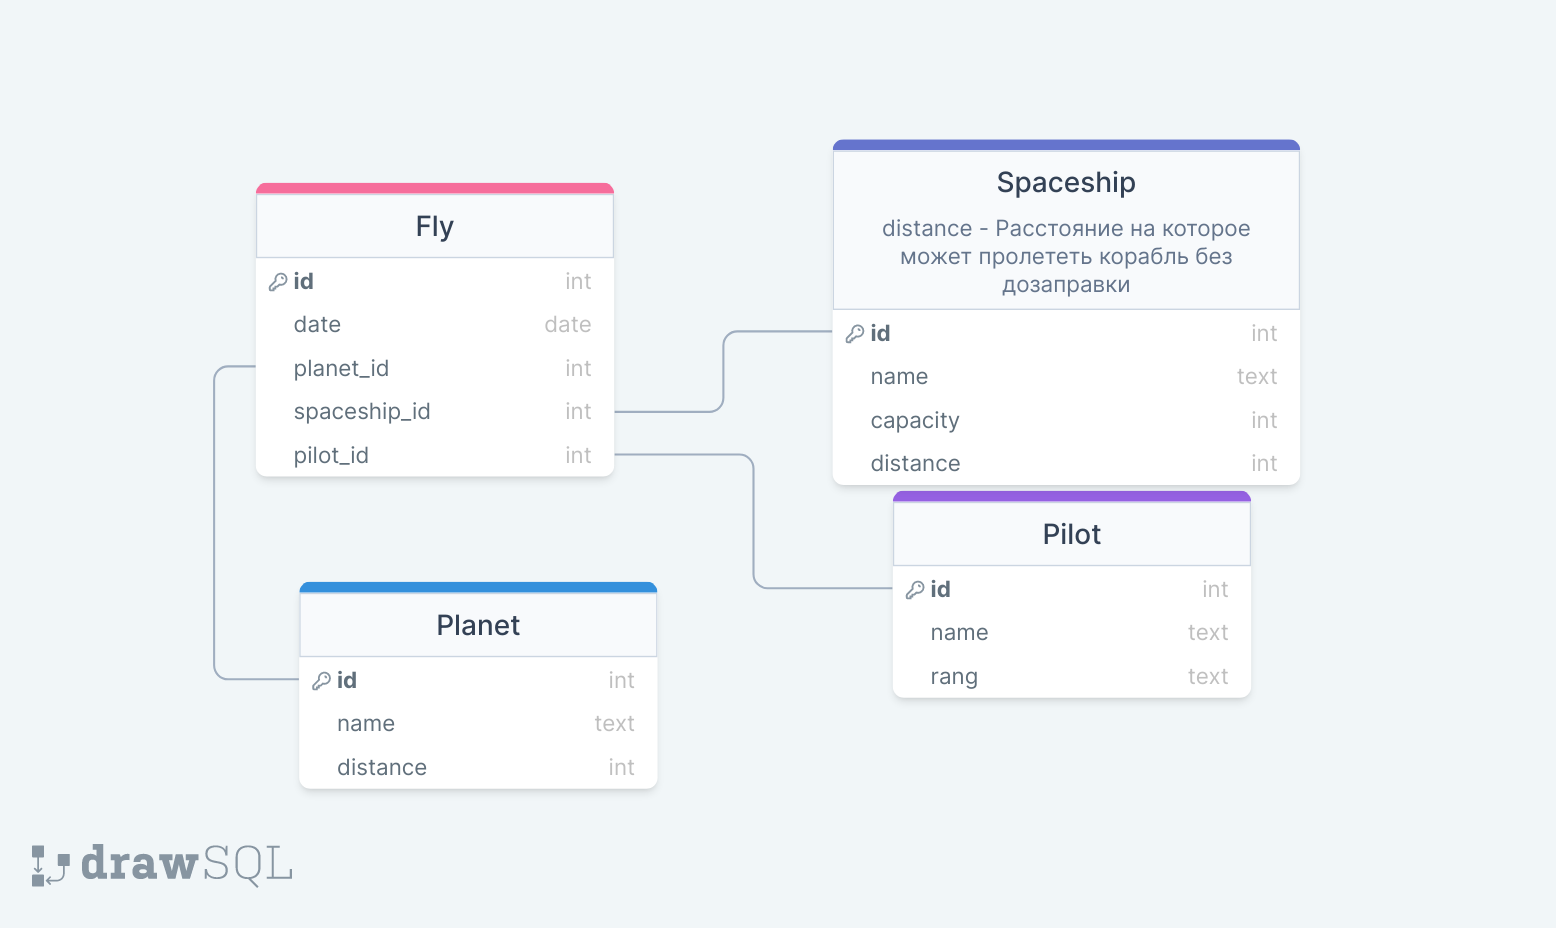 Fly
id int
date date
planet_id int
spaceship_id int
pilot_id int
Spaceship
distance - Расстояние на которое
может пролететь корабль без
дозаправки
id int
name text
capacity int
distance int
Pilot
id int
name text
rang text
Planet
id int
name text
distance int
drawSQL